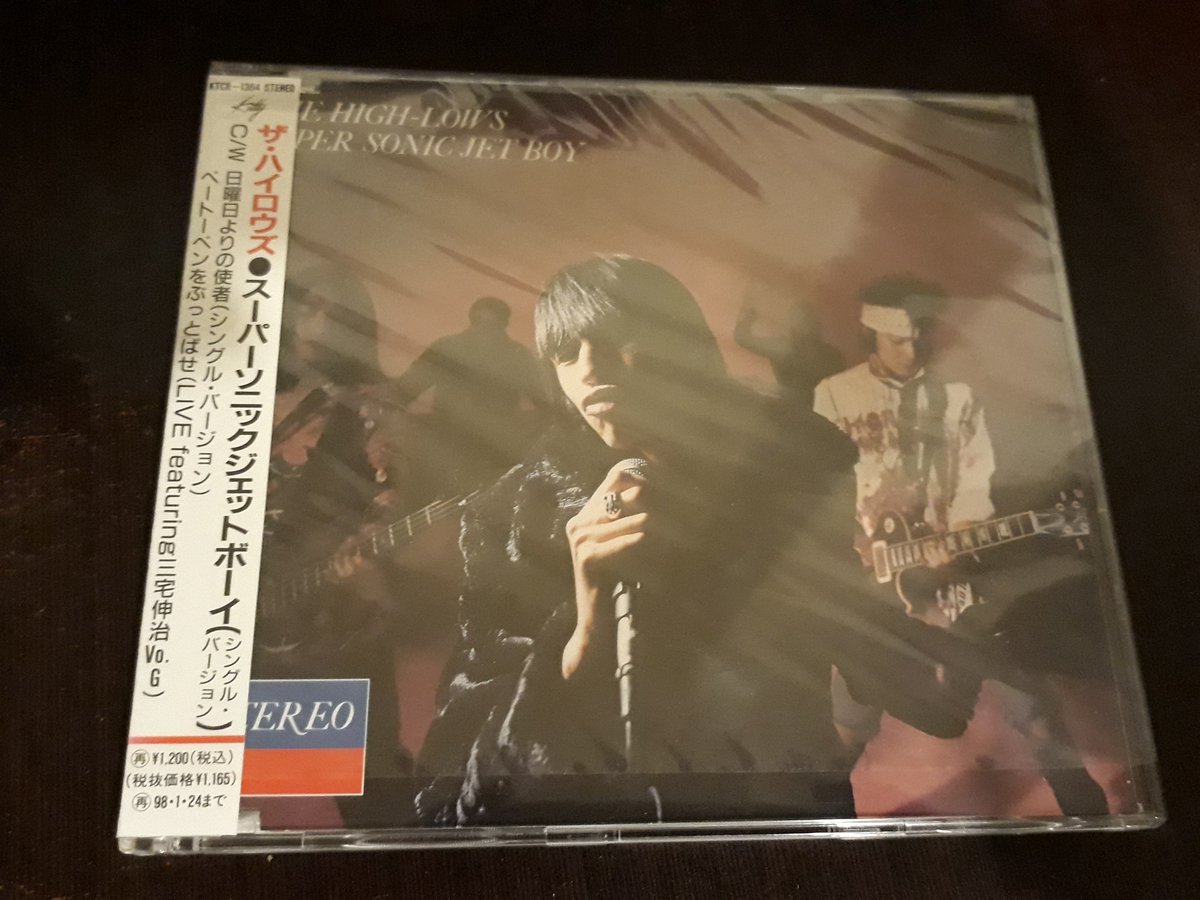 KTCR-1364 STEREO
Kitty
ザ・ハイロウズ●スーパーソニックジェットボーイ(シングル・バージョン)
C/W 日曜日よりの使者(シングル・バージョン)
ベートーベンをぶっとばせ(LIVE featuring三宅伸治 Vo. G)
再 ¥1,200(税込)
(税抜価格¥1,165)
再 98・1・24まで
E HIGH-LOWS
PER SONIC JET BOY
TEREO